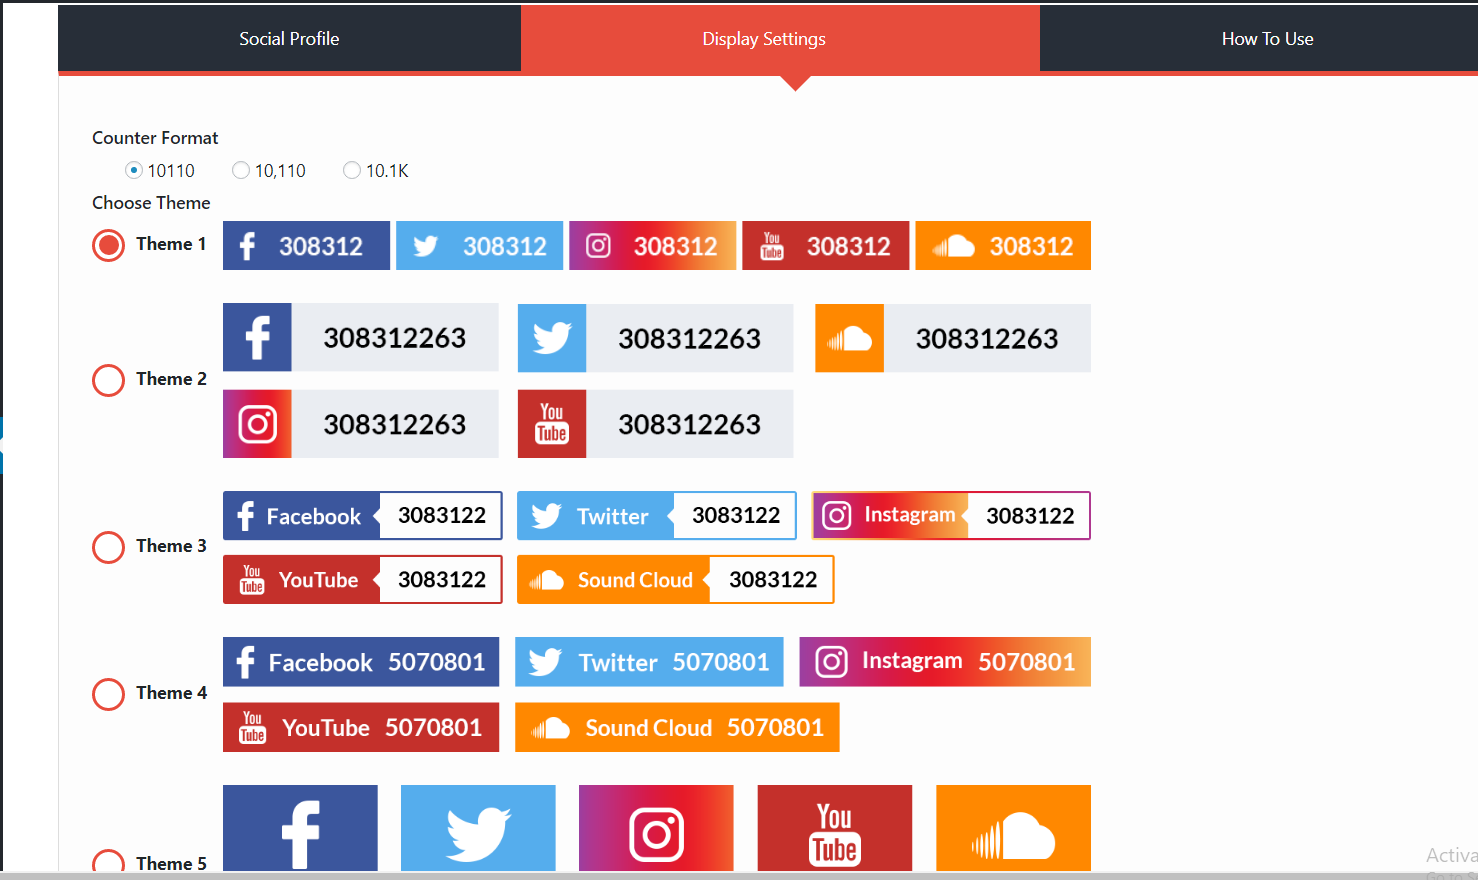 Social Profile Display Settings How To Use
Counter Format
10110 10,110 10.1K
Choose Theme
Theme 1 308312 308312 308312 You Tube 308312 308312
Theme 2
308312263 308312263 308312263
308312263 You Tube 308312263
Theme 3
Facebook 3083122 Twitter 3083122 Instagram 3083122
You Tube YouTube 3083122 Sound Cloud 3083122
Theme 4
Facebook 5070801 Twitter 5070801 Instagram 5070801
You Tube YouTube 5070801 Sound Cloud 5070801
Theme 5 You Tube
Activa